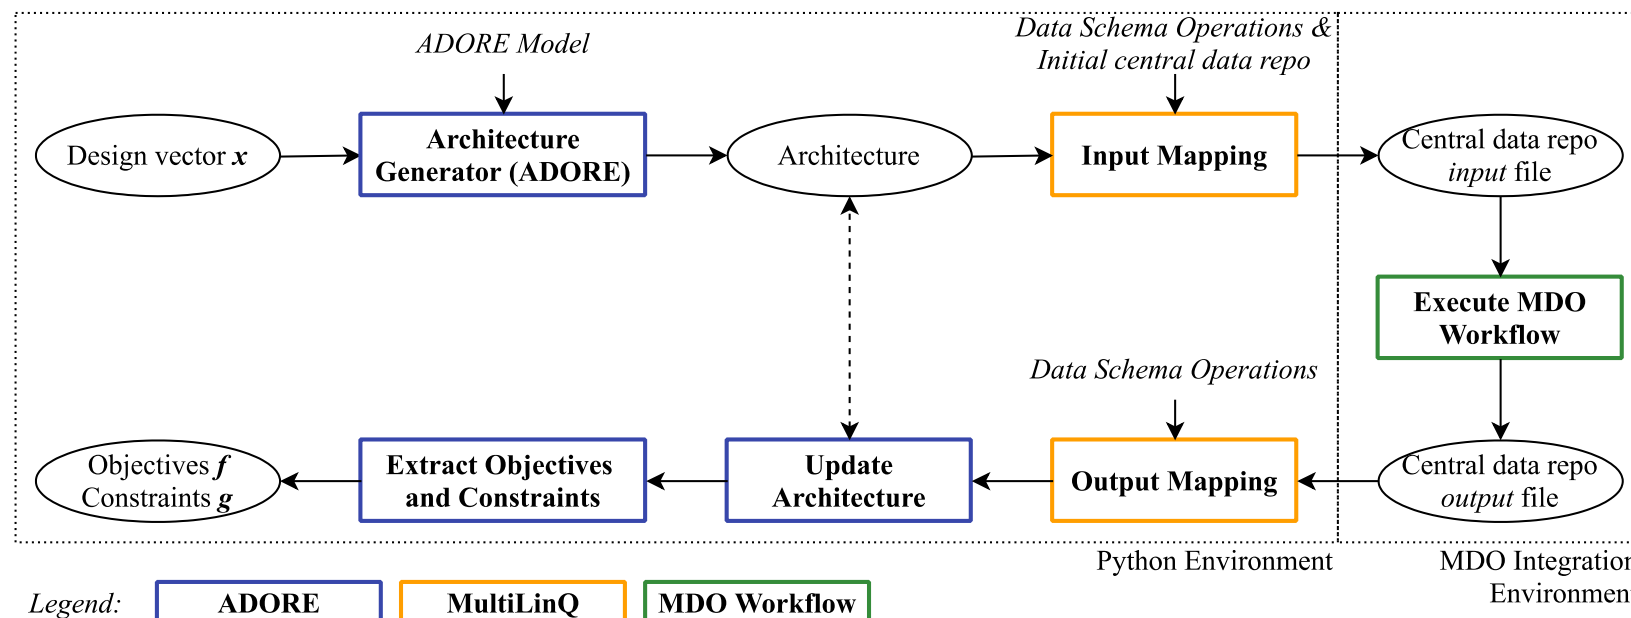 ADORE Model
Data Schema Operations &
Initial central data repo
Design vector x
Architecture
Generator (ADORE)
Architecture
Input Mapping
Central data repo
input file
Execute MDO
Workflow
Data Schema Operations
Objectives f
Constraints g
Extract Objectives
and Constraints
Update
Architecture
Output Mapping
Central data repo
output file
Python Environment
MDO Integration
Environment
Legend:
ADORE
MultiLinQ
MDO Workflow